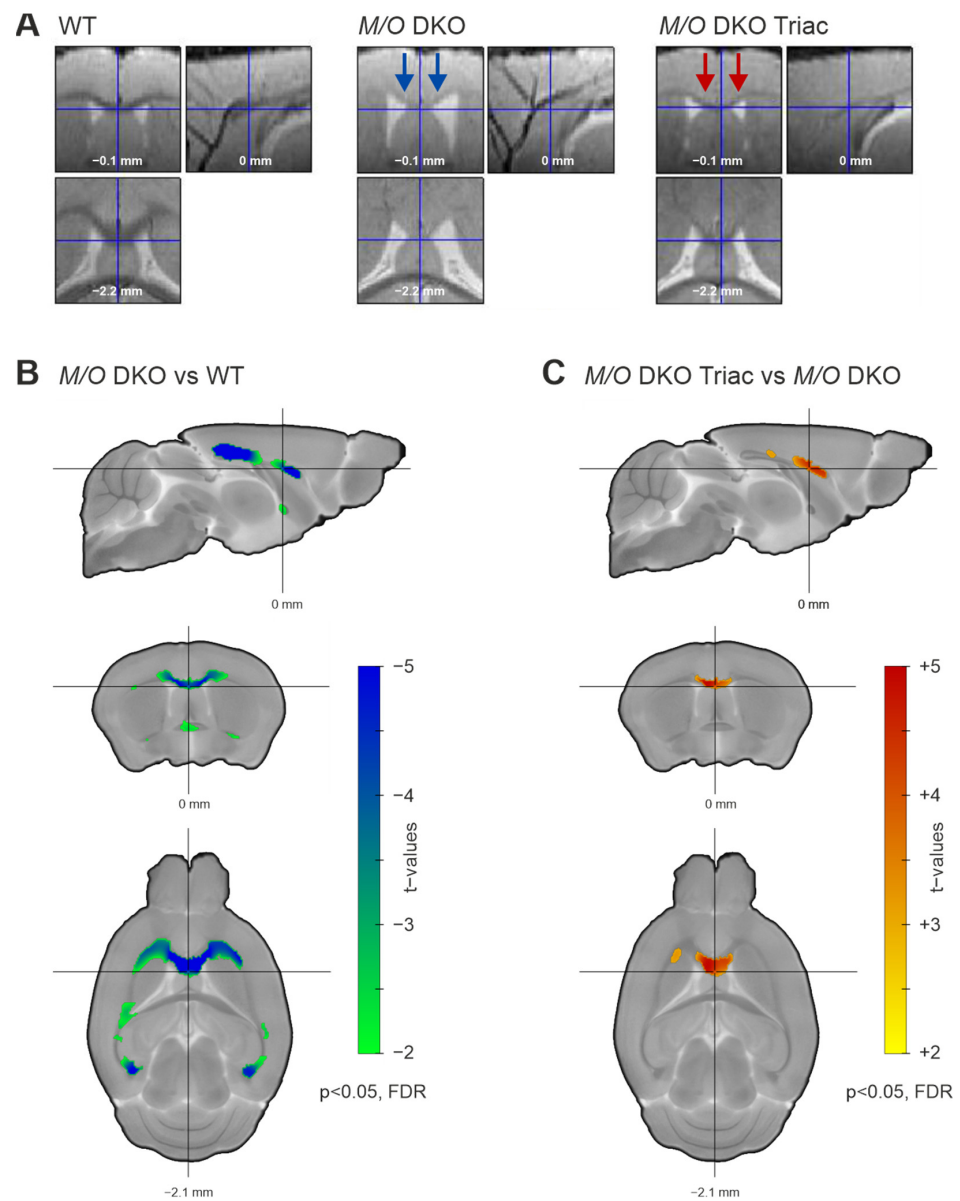 A WT M/O DKO M/O DKO Triac
−0.1 mm 0 mm −0.1 mm 0 mm −0.1 mm 0 mm
−2.2 mm −2.2 mm −2.2 mm
B M/O DKO vs WT C M/O DKO Triac vs M/O DKO
0 mm 0 mm
−5 +5
−4 +4
t-values t-values
0 mm 0 mm
−3 +3
−2 +2
p<0.05, FDR p<0.05, FDR
−2.1 mm −2.1 mm